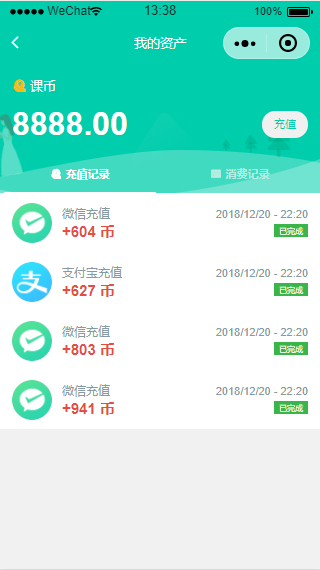 WeChat 13:38 100%
我的资产
课币
8888.00
充值
充值记录 消费记录
微信充值 2018/12/20 - 22:20
+604 币 已完成
支付宝充值 2018/12/20 - 22:20
+627 币 已完成
微信充值 2018/12/20 - 22:20
+803 币 已完成
微信充值 2018/12/20 - 22:20
+941 币 已完成